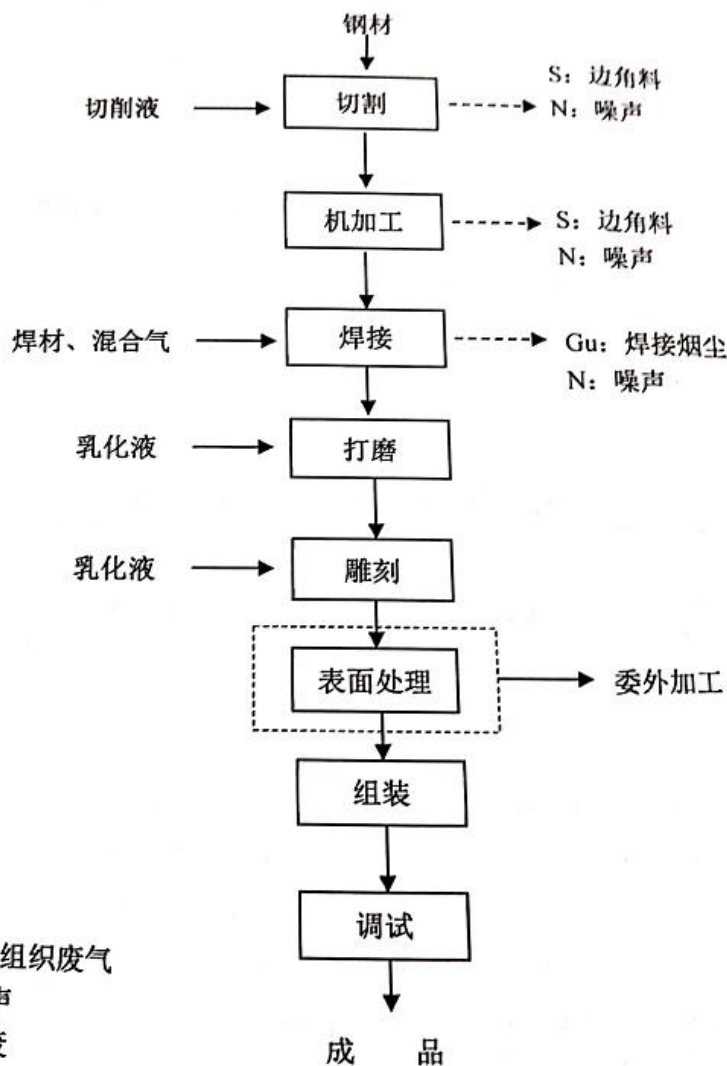 钢材
切削液
切割
S：边角料
N：噪声
机加工
S：边角料
N：噪声
焊材、混合气
焊接
Gu：焊接烟尘
N：噪声
乳化液
打磨
乳化液
雕刻
表面处理
委外加工
组装
调试
组织废气
成 品